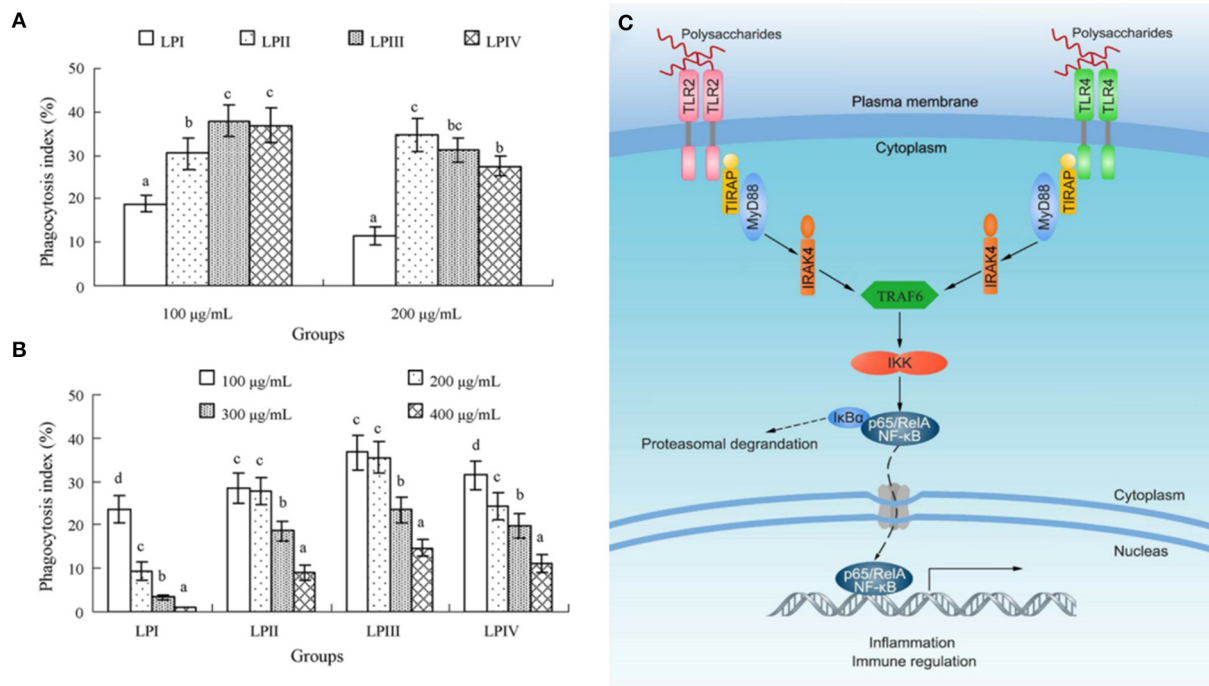 A
LPI LPII LPIII LPIV
Phagocytosis index (%)
50
40
30
20
10
0
a b c c
a c bc b
100 μg/mL 200 μg/mL
Groups
B
100 μg/mL 200 μg/mL
300 μg/mL 400 μg/mL
Phagocytosis index (%)
50
40
30
20
10
0
d c b a
c c b a
c c b a
d c b a
LPI LPII LPIII LPIV
Groups
C
Polysaccharides Polysaccharides
TLR2 TLR2 TLR4 TLR4
Plasma membrane
Cytoplasm
TIRAP MyD88 MyD88 TIRAP
IRAK4 IRAK4
TRAF6
IKK
IκBα p65/RelA
NF-κB
Proteasomal degrandation
Cytoplasm
Nucleas
p65/RelA
NF-κB
Inflammation
Immune regulation